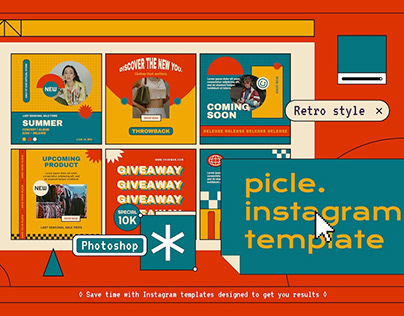 NEW
SUMMER
DISCOVER THE NEW YOU.
THROWBACK
COMING
SOON
RELEASE RELEASE RELEASE RELEASE
Retro style ×
UPCOMING
PRODUCT
NEW
GIVEAWAY
GIVEAWAY
GIVEAWAY
GIVEAWAY
SPECIAL
10K
Photoshop
picle.
instagram
template
◊ Save time with Instagram templates designed to get you results ◊